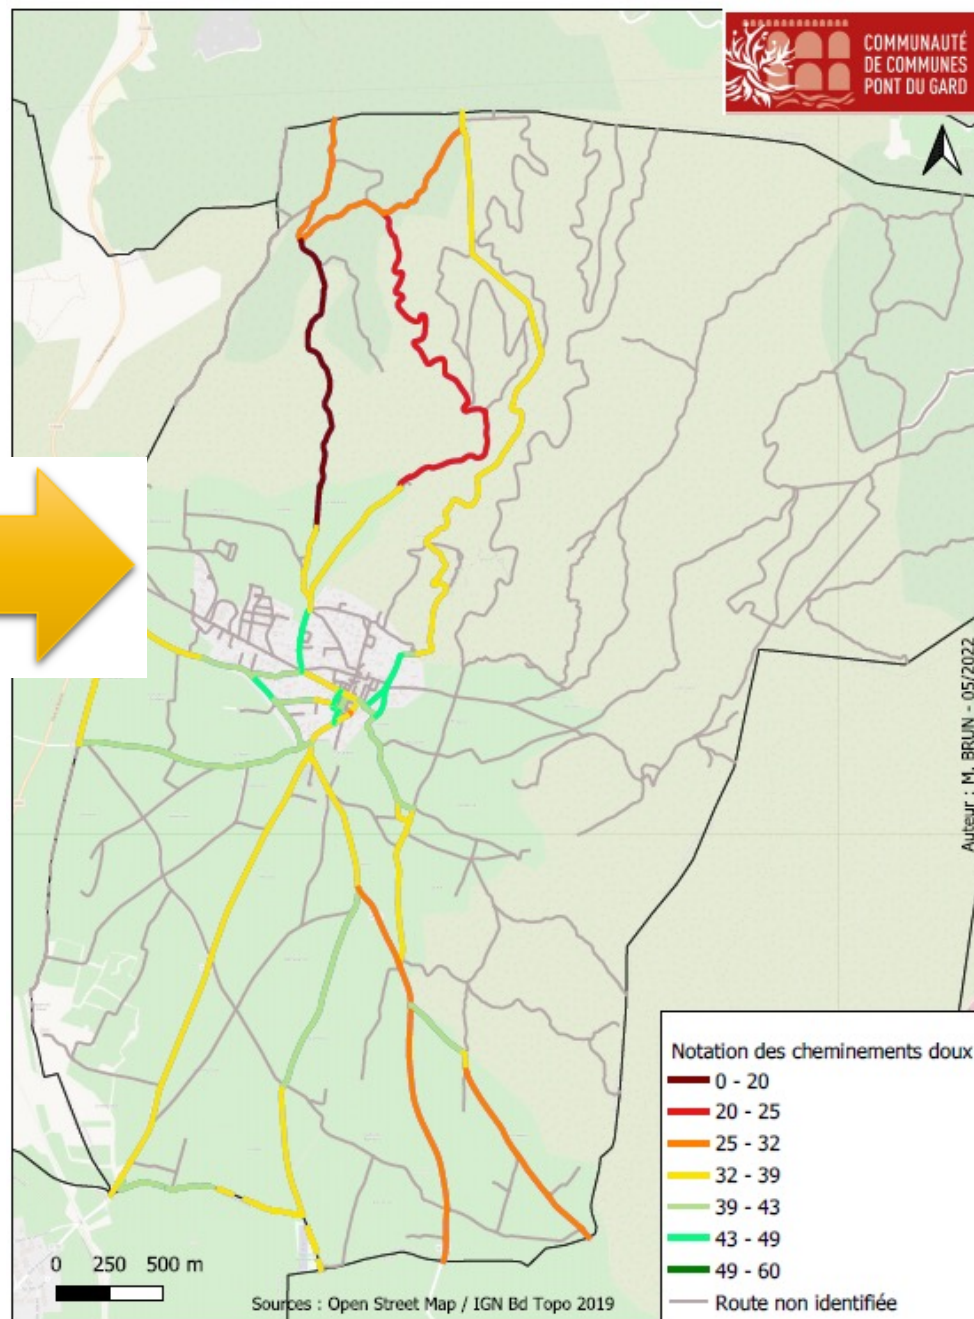 COMMUNAUTÉ
DE COMMUNES
PONT DU GARD
Auteur : M. BRUN - 05/2022
Notation des cheminements doux
0 - 20
20 - 25
25 - 32
32 - 39
39 - 43
43 - 49
49 - 60
Route non identifiée
0 250 500 m
Sources : Open Street Map / IGN Bd Topo 2019